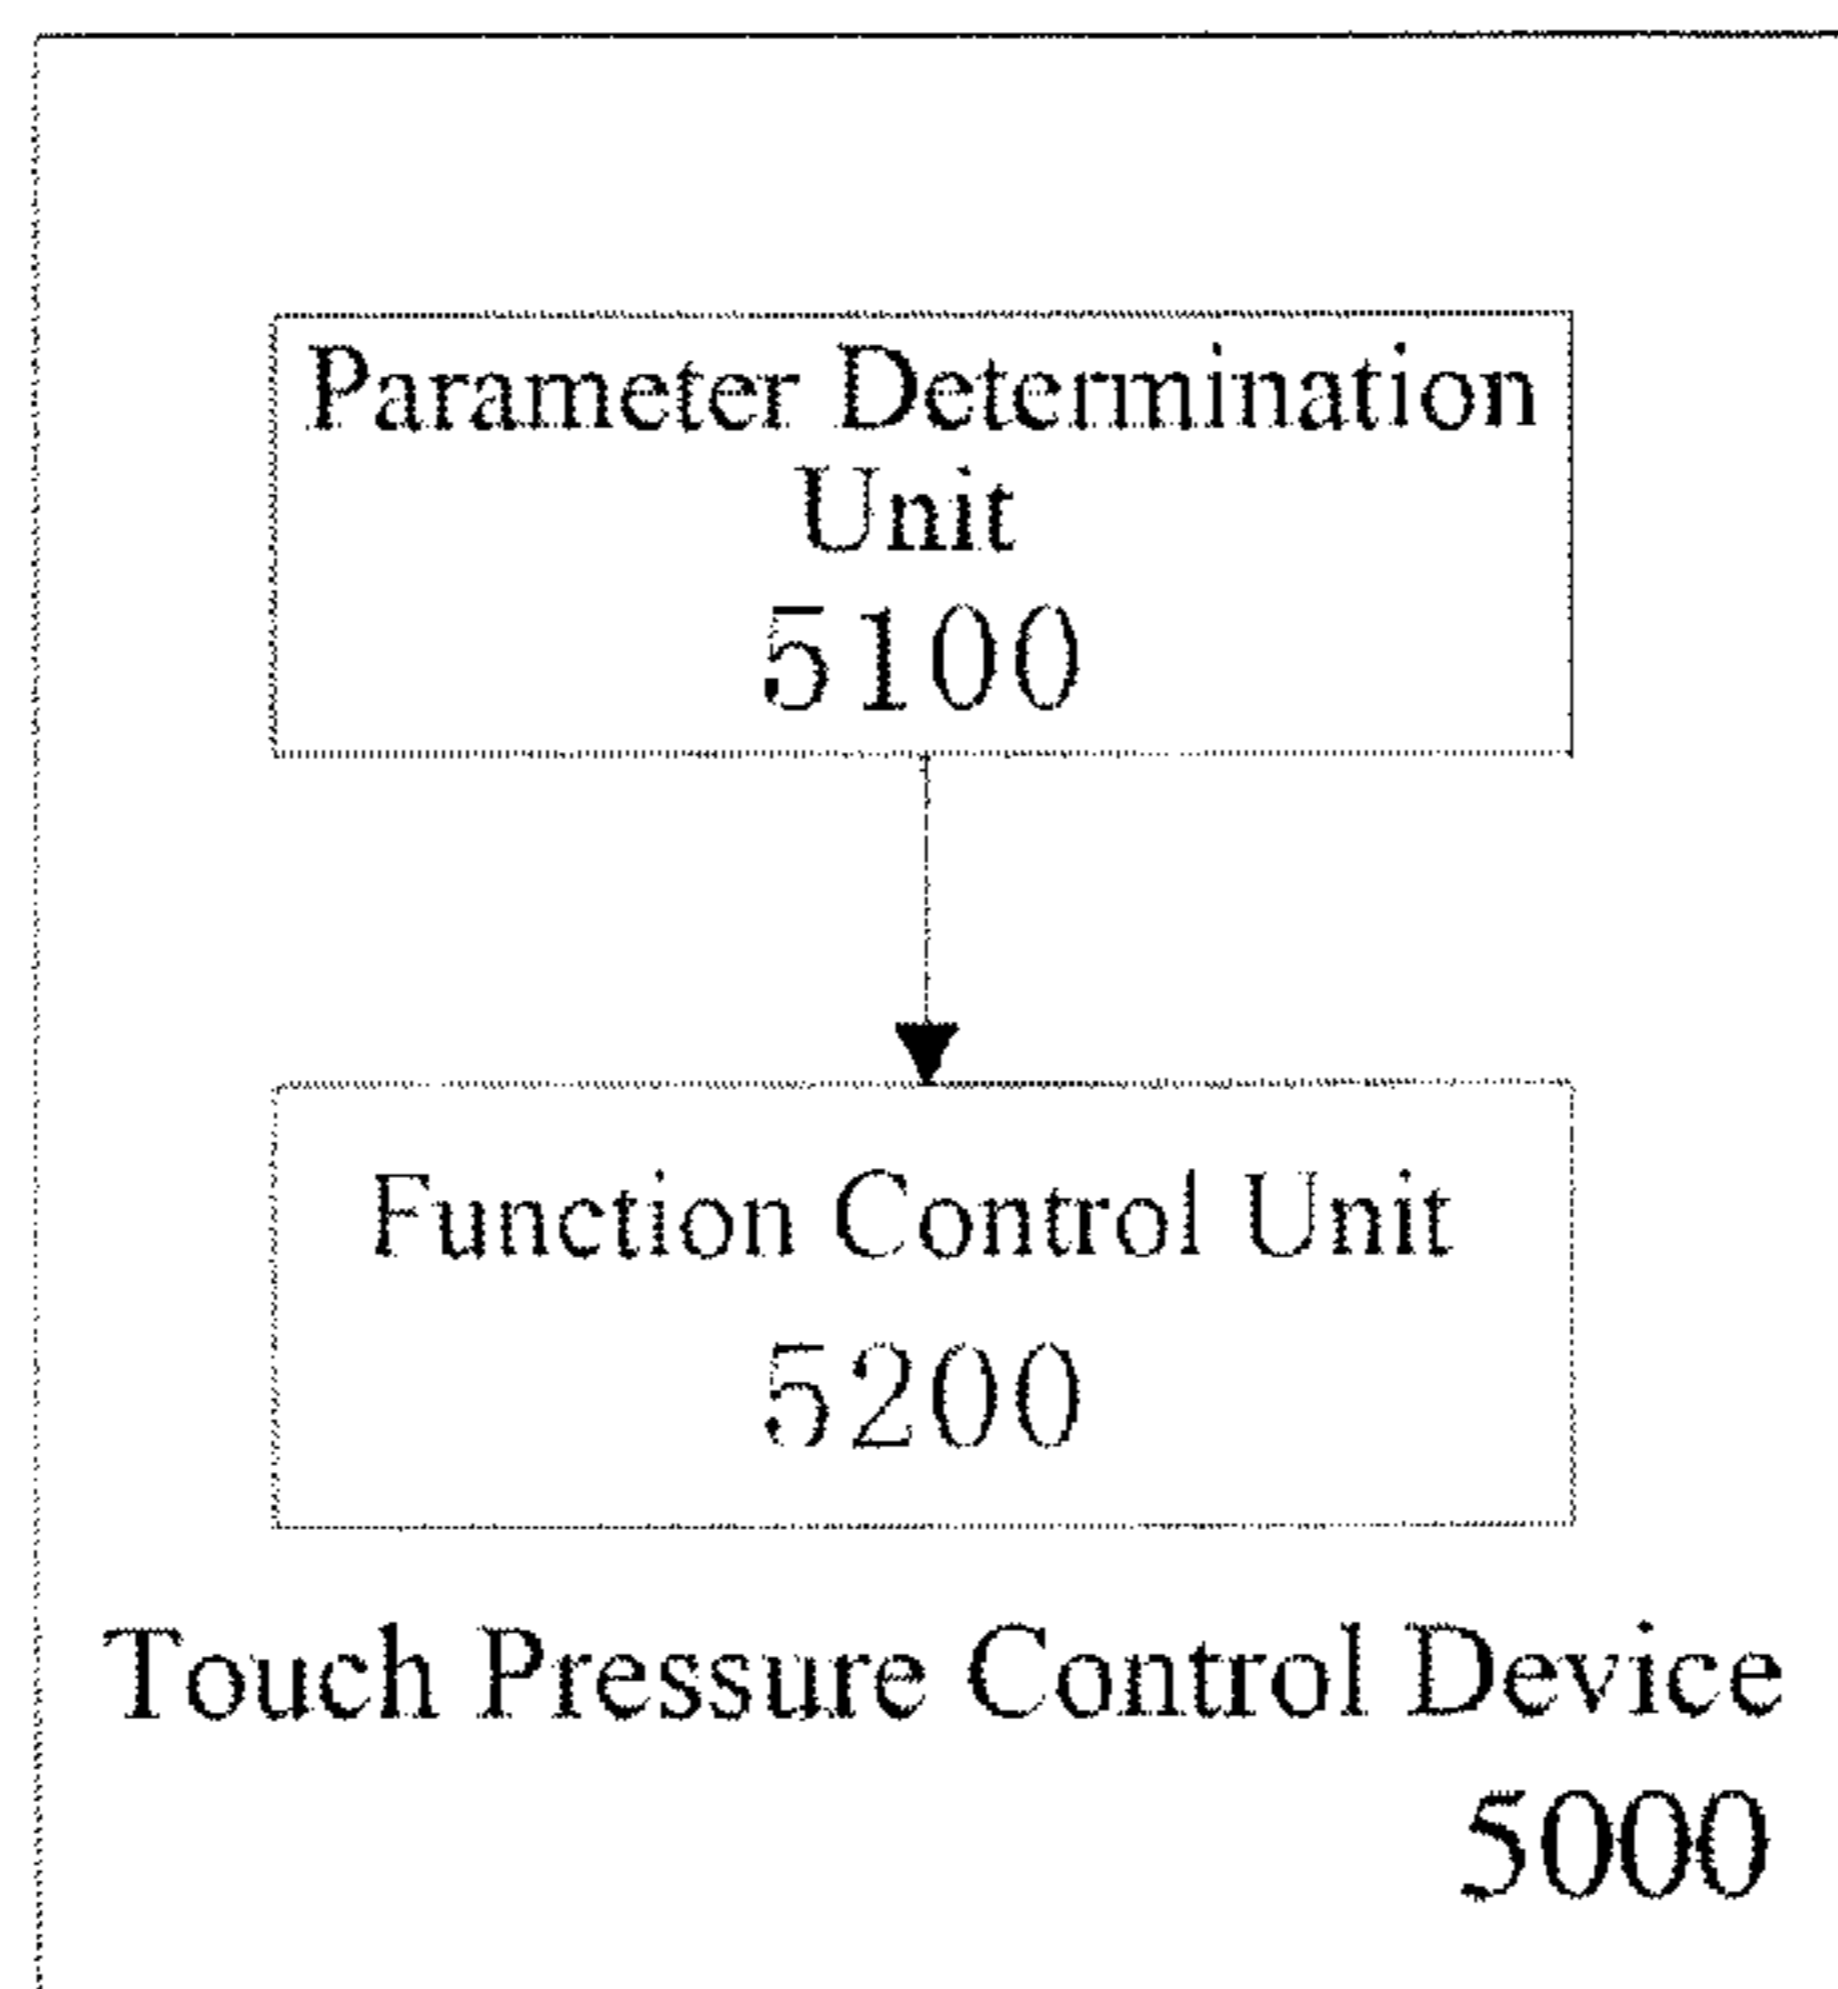 Parameter Determination
Unit
5100
Function Control Unit
5200
Touch Pressure Control Device
5000